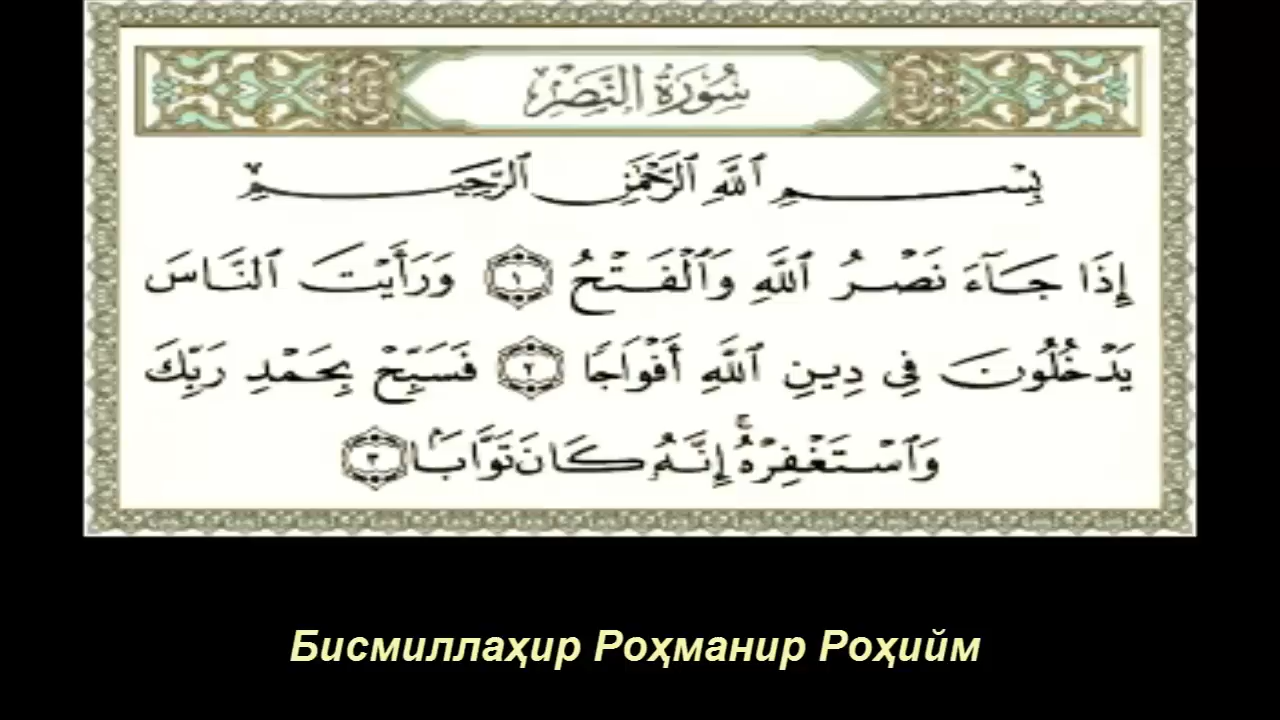 سُورَةُ النَّصْرِ
بِسْمِ ٱللَّهِ ٱلرَّحْمَٰنِ ٱلرَّحِيمِ
إِذَا جَآءَ نَصْرُ ٱللَّهِ وَٱلْفَتْحُ ١ وَرَأَيْتَ ٱلنَّاسَ
يَدْخُلُونَ فِى دِينِ ٱللَّهِ أَفْوَاجًا ٢ فَسَبِّحْ بِحَمْدِ رَبِّكَ
وَٱسْتَغْفِرْهُ ۚ إِنَّهُۥ كَانَ تَوَّابًۢا ٣
Бисмиллаҳир Роҳманир Роҳийм